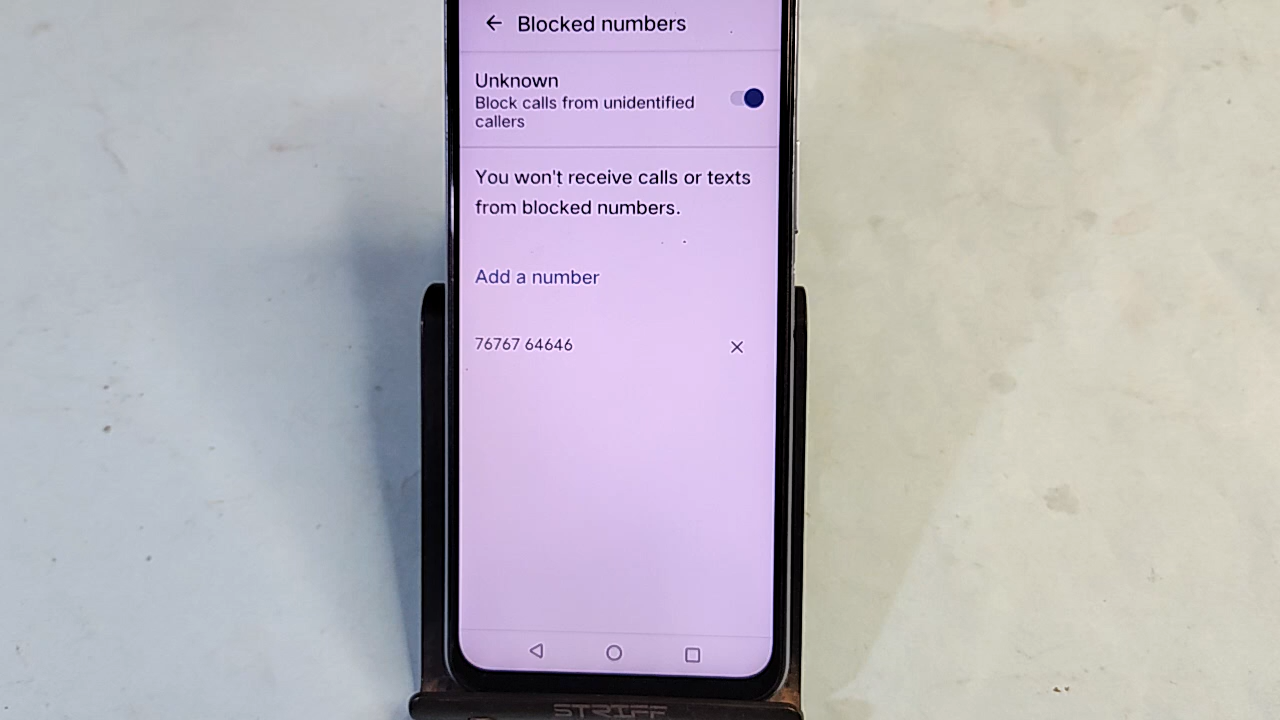 Blocked numbers
Unknown
Block calls from unidentified
callers
You won't receive calls or texts
from blocked numbers.
Add a number
76767 64646
STRIFF